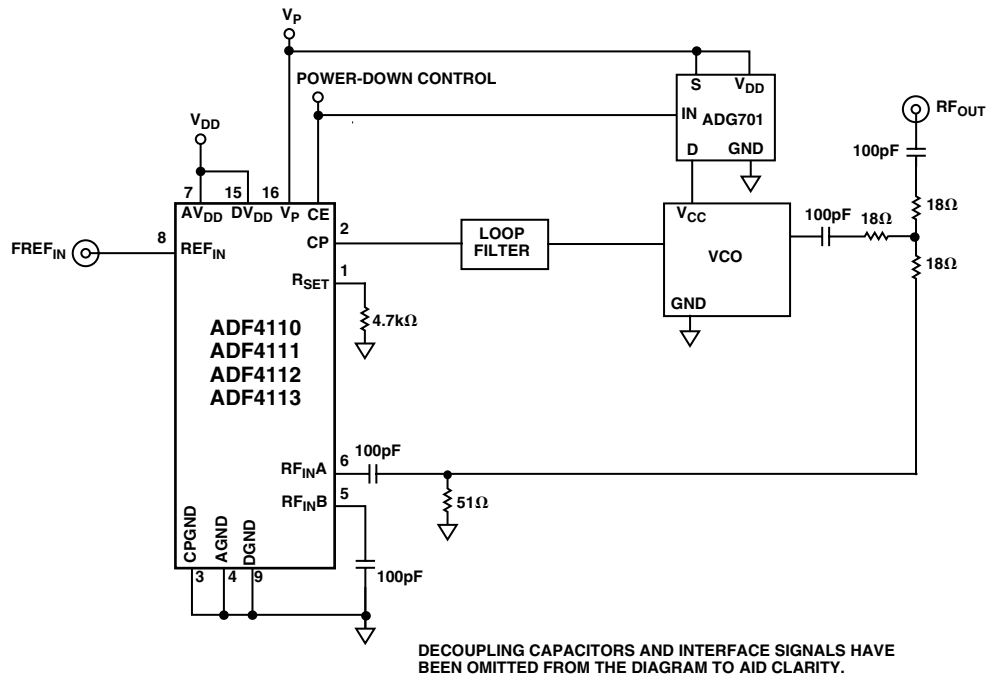 VP
POWER-DOWN CONTROL
S VDD
IN ADG701
D GND
RFOUT
100pF
VDD
7 15 16
AVDD DVDD VP CE
2
CP
LOOP
FILTER
VCC
VCO
GND
100pF
18Ω
18Ω
18Ω
FREFIN
8
REFIN
1
RSET
4.7kΩ
ADF4110
ADF4111
ADF4112
ADF4113
100pF
6
RFINA
5
RFINB
51Ω
100pF
CPGND
AGND
DGND
3 4 9
DECOUPLING CAPACITORS AND INTERFACE SIGNALS HAVE
BEEN OMITTED FROM THE DIAGRAM TO AID CLARITY.